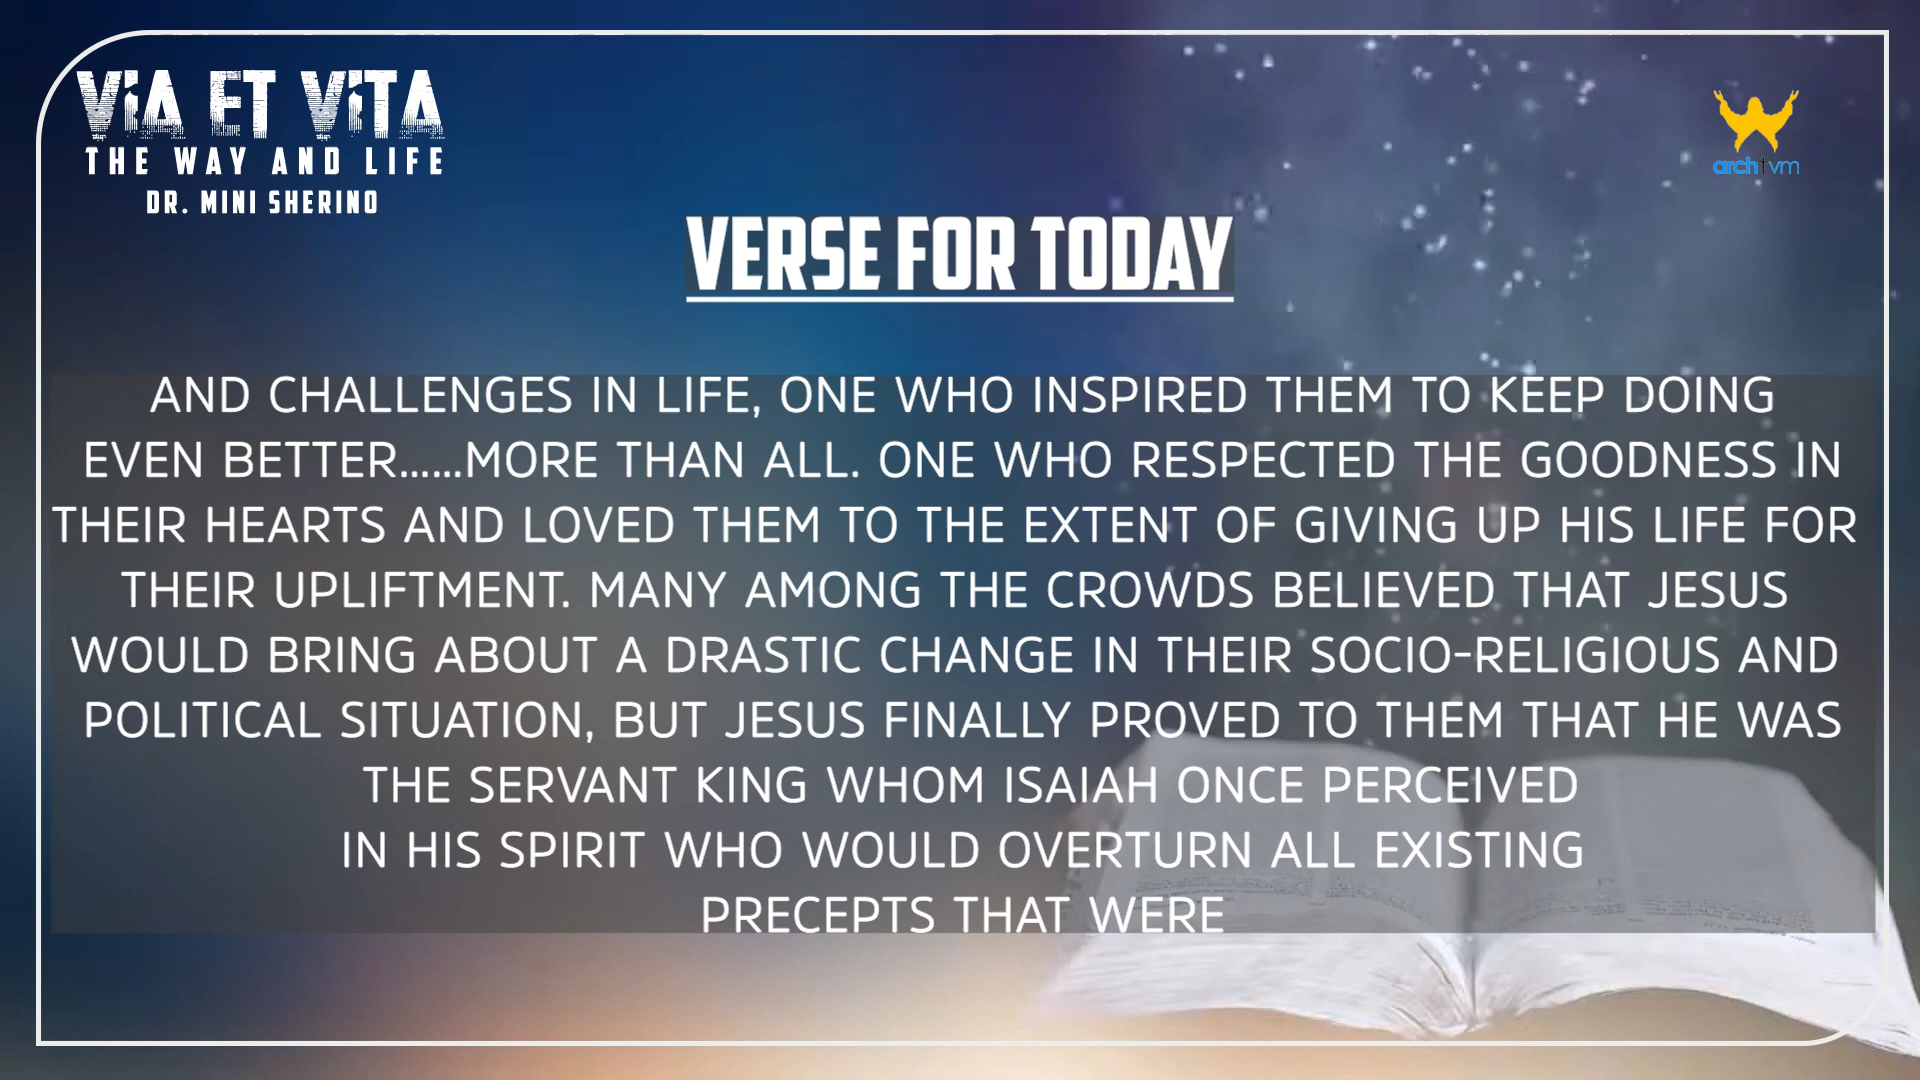 VIA ET VITA
THE WAY AND LIFE
DR. MINI SHERINO
archtvm
VERSE FOR TODAY
AND CHALLENGES IN LIFE, ONE WHO INSPIRED THEM TO KEEP DOING
EVEN BETTER......MORE THAN ALL. ONE WHO RESPECTED THE GOODNESS IN
THEIR HEARTS AND LOVED THEM TO THE EXTENT OF GIVING UP HIS LIFE FOR
THEIR UPLIFTMENT. MANY AMONG THE CROWDS BELIEVED THAT JESUS
WOULD BRING ABOUT A DRASTIC CHANGE IN THEIR SOCIO-RELIGIOUS AND
POLITICAL SITUATION, BUT JESUS FINALLY PROVED TO THEM THAT HE WAS
THE SERVANT KING WHOM ISAIAH ONCE PERCEIVED
IN HIS SPIRIT WHO WOULD OVERTURN ALL EXISTING
PRECEPTS THAT WERE